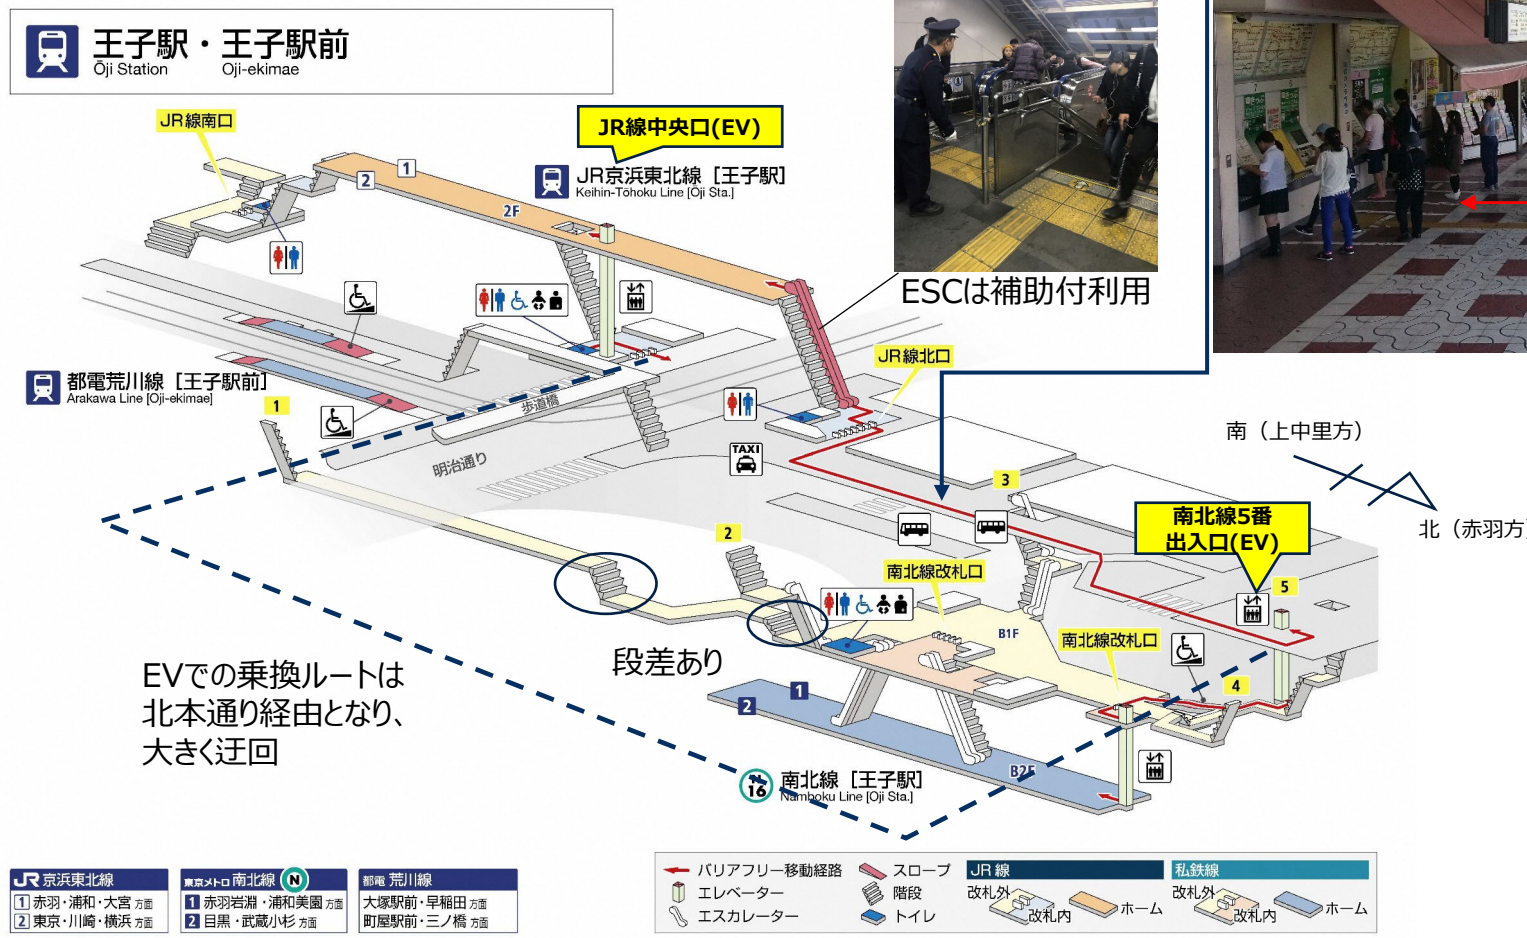 王子駅・王子駅前
Ōji Station Oji-ekimae
JR線南口
JR線中央口(EV)
JR京浜東北線 [王子駅]
Keihin-Tōhoku Line [Oji Sta.]
1
2
2F
ESCは補助付利用
JR線北口
都電荒川線 [王子駅前]
Arakawa Line [Oji-ekimae]
1
歩道橋
明治通り
TAXI
南（上中里方）
3
南北線5番
出入口(EV)
北（赤羽方）
2
南北線改札口
5
B1F
南北線改札口
段差あり
EVでの乗換ルートは
北本通り経由となり、
大きく迂回
4
1
2
B2F
N
16
南北線 [王子駅]
Namboku Line [Oji Sta.]
JR 京浜東北線
1 赤羽・浦和・大宮 方面
2 東京・川崎・横浜 方面
東京メトロ 南北線 N
1 赤羽岩淵・浦和美園 方面
2 目黒・武蔵小杉 方面
都電 荒川線
大塚駅前・早稲田 方面
町屋駅前・三ノ橋 方面
バリアフリー移動経路
エレベーター
エスカレーター
スロープ
階段
トイレ
JR 線
改札外
改札内
ホーム
私鉄線
改札外
改札内
ホーム